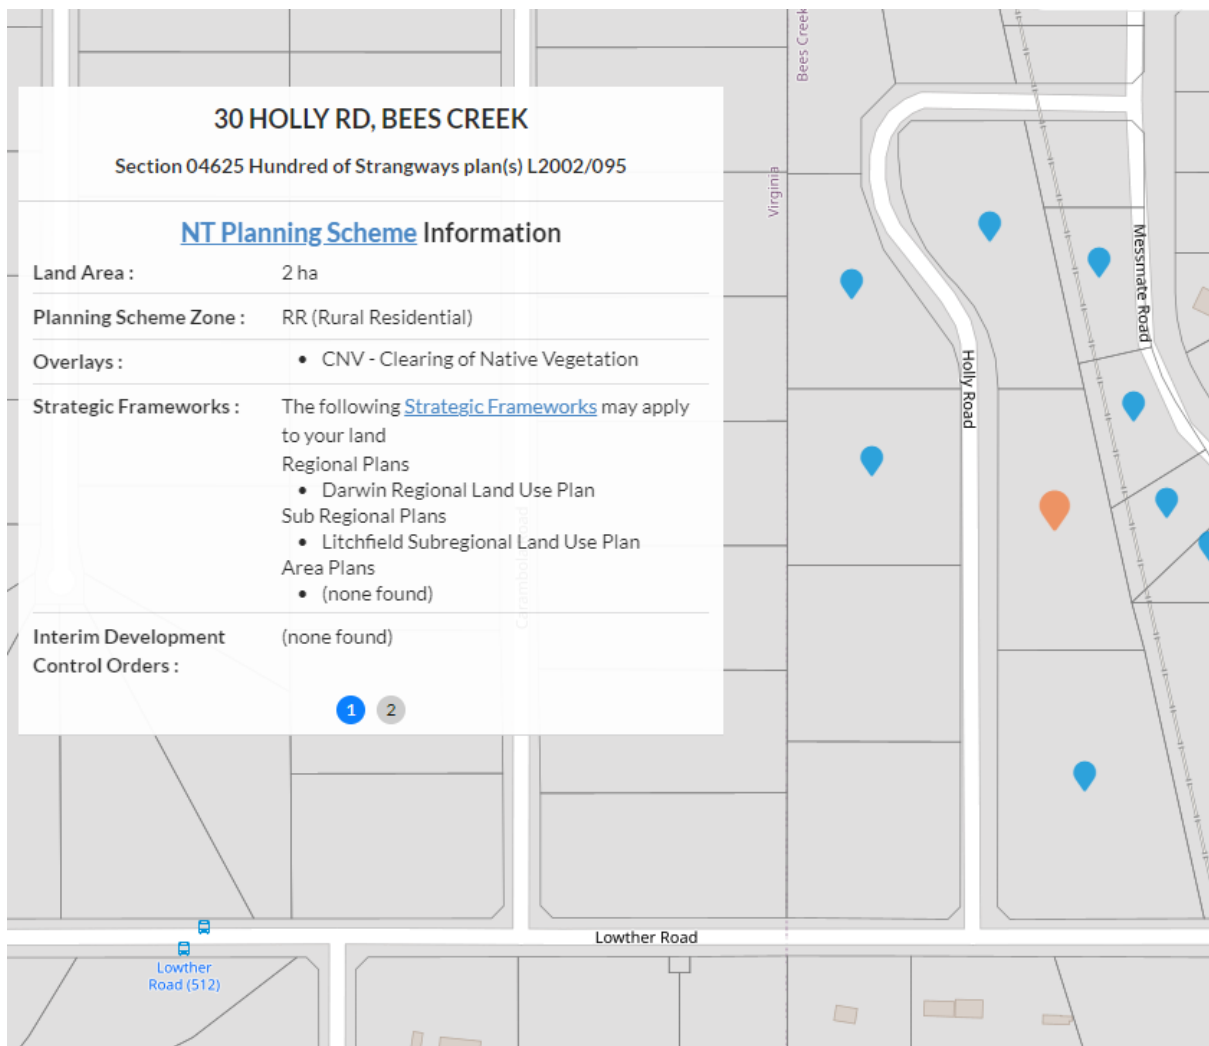 30 HOLLY RD, BEES CREEK
Section 04625 Hundred of Strangways plan(s) L2002/095
NT Planning Scheme Information
Land Area : 2 ha
Planning Scheme Zone : RR (Rural Residential)
Overlays : • CNV - Clearing of Native Vegetation
Strategic Frameworks : The following Strategic Frameworks may apply
to your land
Regional Plans
• Darwin Regional Land Use Plan
Sub Regional Plans
• Litchfield Subregional Land Use Plan
Area Plans
• (none found)
Interim Development (none found)
Control Orders :
1 2
Bees Creek
Virginia
Messmate Road
Holly Road
Carambola Road
Lowther Road
Lowther
Road (512)